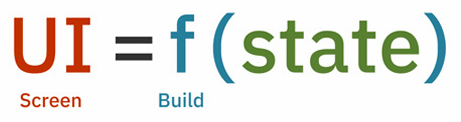 UI = f (state)
Screen Build